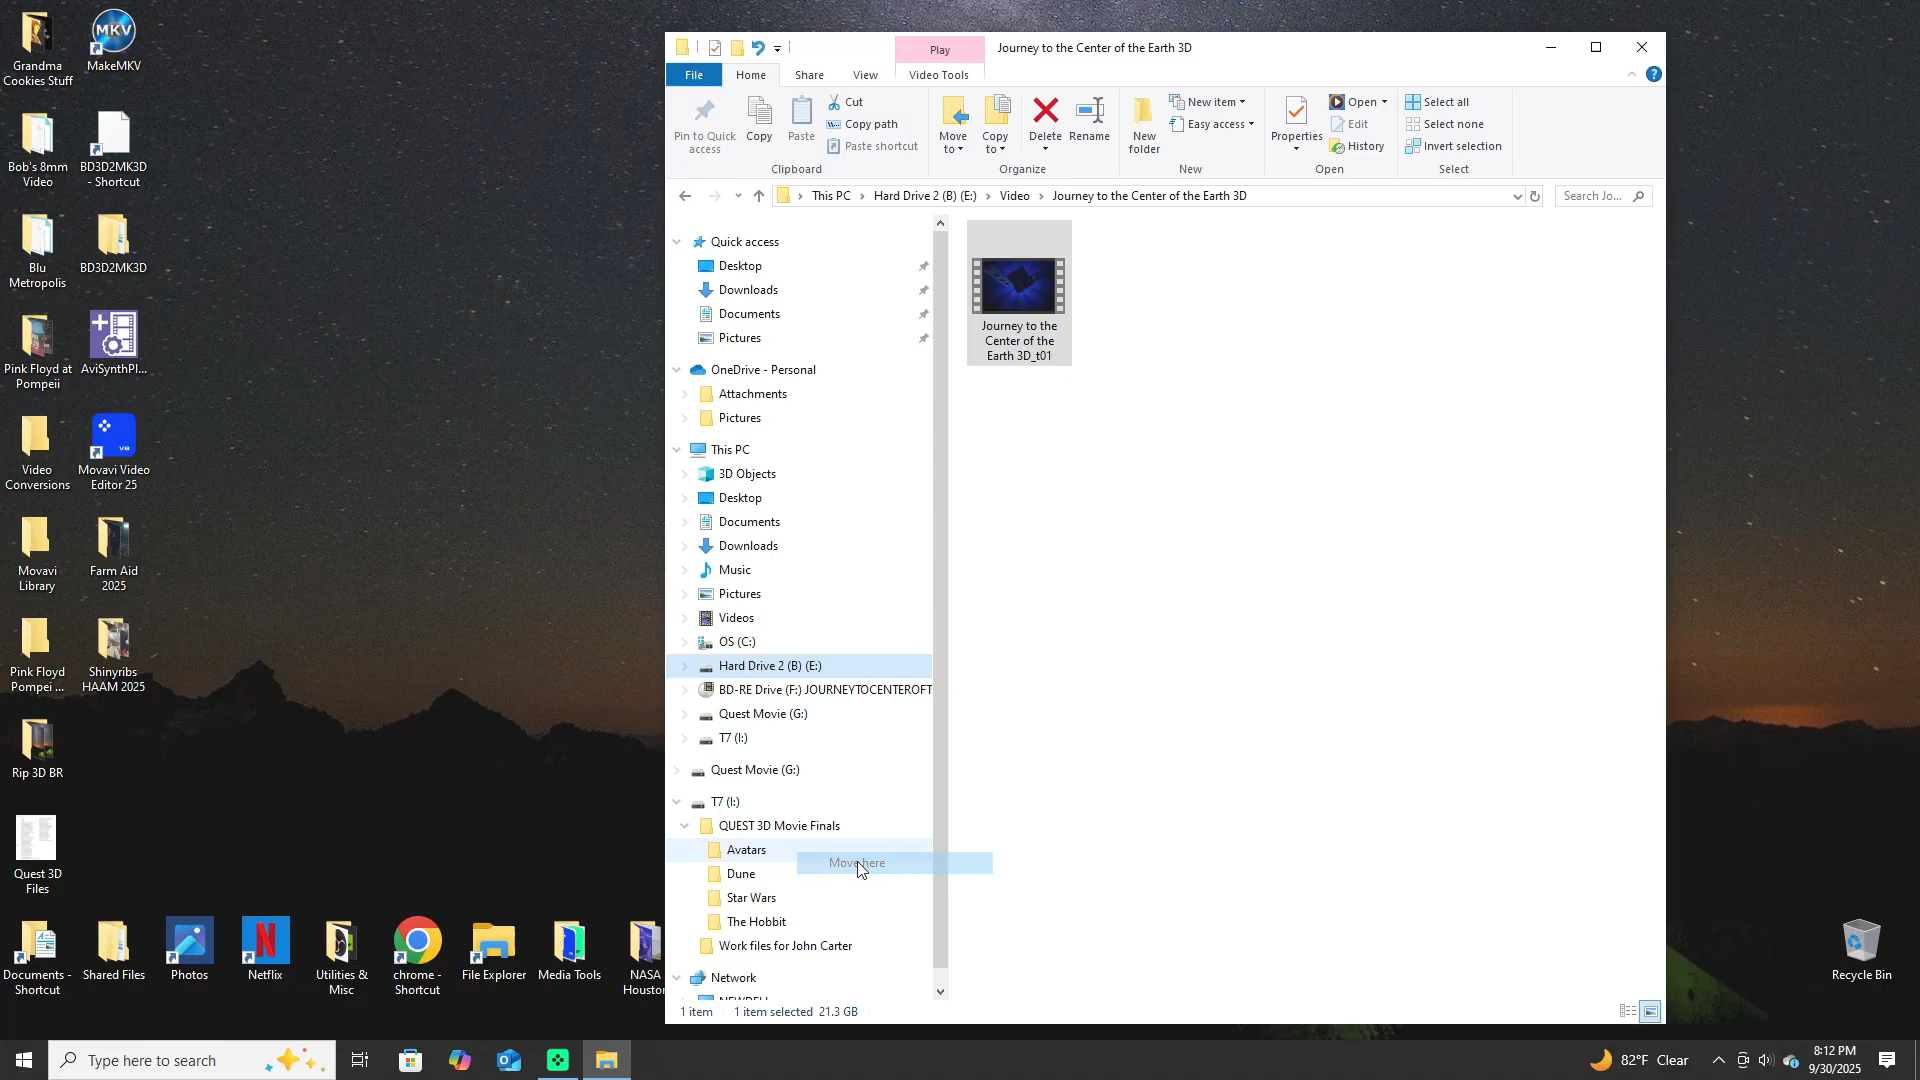 Grandma
Cookies Stuff
MKV
MakeMKV
Bob's 8mm
Video
BD3D2MK3D
- Shortcut
Blu
Metropolis
BD3D2MK3D
Pink Floyd at
Pompeii
AviSynthPl...
Video
Conversions
ve
Movavi Video
Editor 25
Movavi
Library
Farm Aid
2025
Pink Floyd
Pompei ...
Shinyribs
HAAM 2025
Rip 3D BR
Quest 3D
Files
Documents -
Shortcut
Shared Files
Photos
Netflix
Utilities &
Misc
chrome -
Shortcut
File Explorer
Media Tools
NASA
Houston
Recycle Bin
Play
Journey to the Center of the Earth 3D
File
Home
Share
View
Video Tools
Pin to Quick
access
Copy
Paste
Cut
Copy path
Paste shortcut
Clipboard
Move
to
Copy
to
Delete
Rename
Organize
New
folder
New item
Easy access
New
Properties
Open
Edit
History
Open
Select all
Select none
Invert selection
Select
This PC > Hard Drive 2 (B) (E:) > Video > Journey to the Center of the Earth 3D
Search Jo...
Quick access
Desktop
Downloads
Documents
Pictures
OneDrive - Personal
Attachments
Pictures
This PC
3D Objects
Desktop
Documents
Downloads
Music
Pictures
Videos
OS (C:)
Hard Drive 2 (B) (E:)
BD-RE Drive (F:) JOURNEYTOCENTEROFT
Quest Movie (G:)
T7 (I:)
Quest Movie (G:)
T7 (I:)
QUEST 3D Movie Finals
Avatars
Move here
Dune
Star Wars
The Hobbit
Work files for John Carter
Network
Journey to the
Center of the
Earth 3D_t01
1 item
1 item selected 21.3 GB
Type here to search
82°F Clear
8:12 PM
9/30/2025